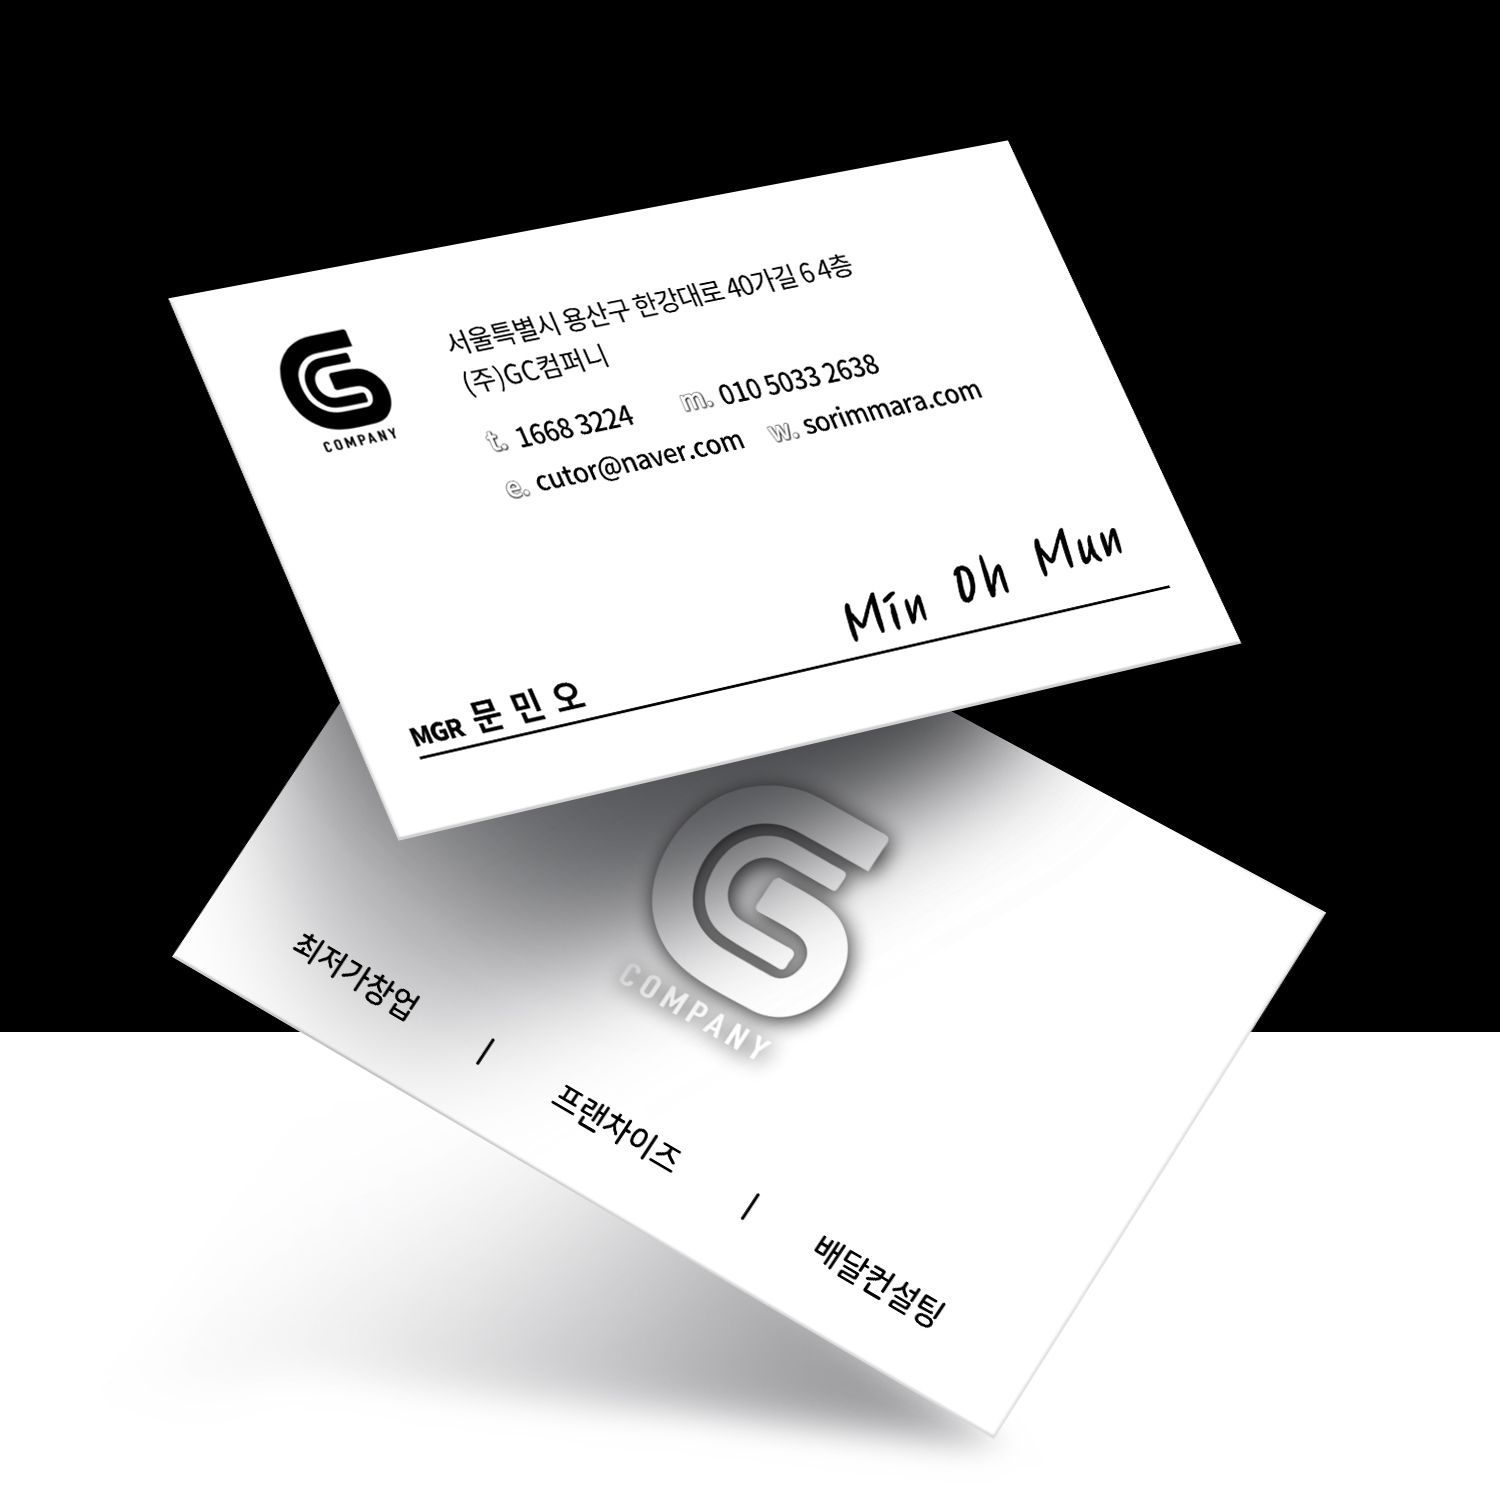 서울특별시 용산구 한강대로 40가길 6 4층
(주)GC컴퍼니
COMPANY
t. 1668 3224 m. 010 5033 2638
e. cutor@naver.com w. sorimmara.com
Min Oh Mun
MGR 문 민 오
COMPANY
최저가창업 | 프랜차이즈 | 배달컨설팅